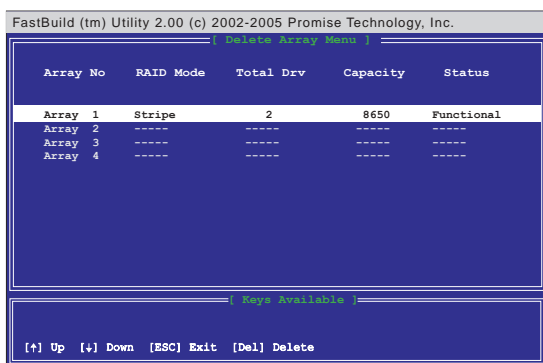 FastBuild (tm) Utility 2.00 (c) 2002-2005 Promise Technology, Inc.
[ Delete Array Menu ]
Array No RAID Mode Total Drv Capacity Status
Array 1 Stripe 2 8650 Functional
Array 2 ----- ----- ----- -----
Array 3 ----- ----- ----- -----
Array 4 ----- ----- ----- -----
[ Keys Available ]
[↑] Up [↓] Down [ESC] Exit [Del] Delete